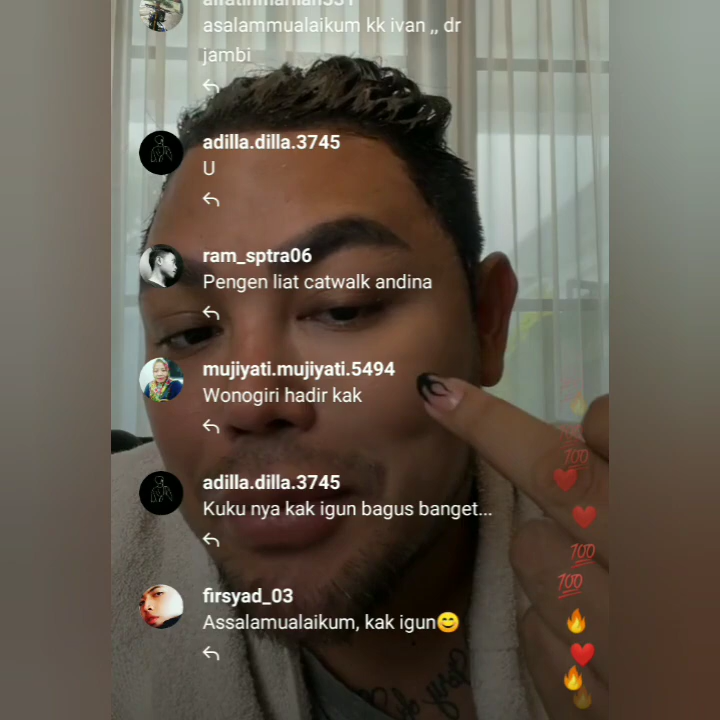 asalammualaikum kk ivan ,, dr
jambi
adilla.dilla.3745
U
ram_sptra06
Pengen liat catwalk andina
mujiyati.mujiyati.5494
Wonogiri hadir kak
adilla.dilla.3745
Kuku nya kak igun bagus banget...
firsyad_03
Assalamualaikum, kak igun😊